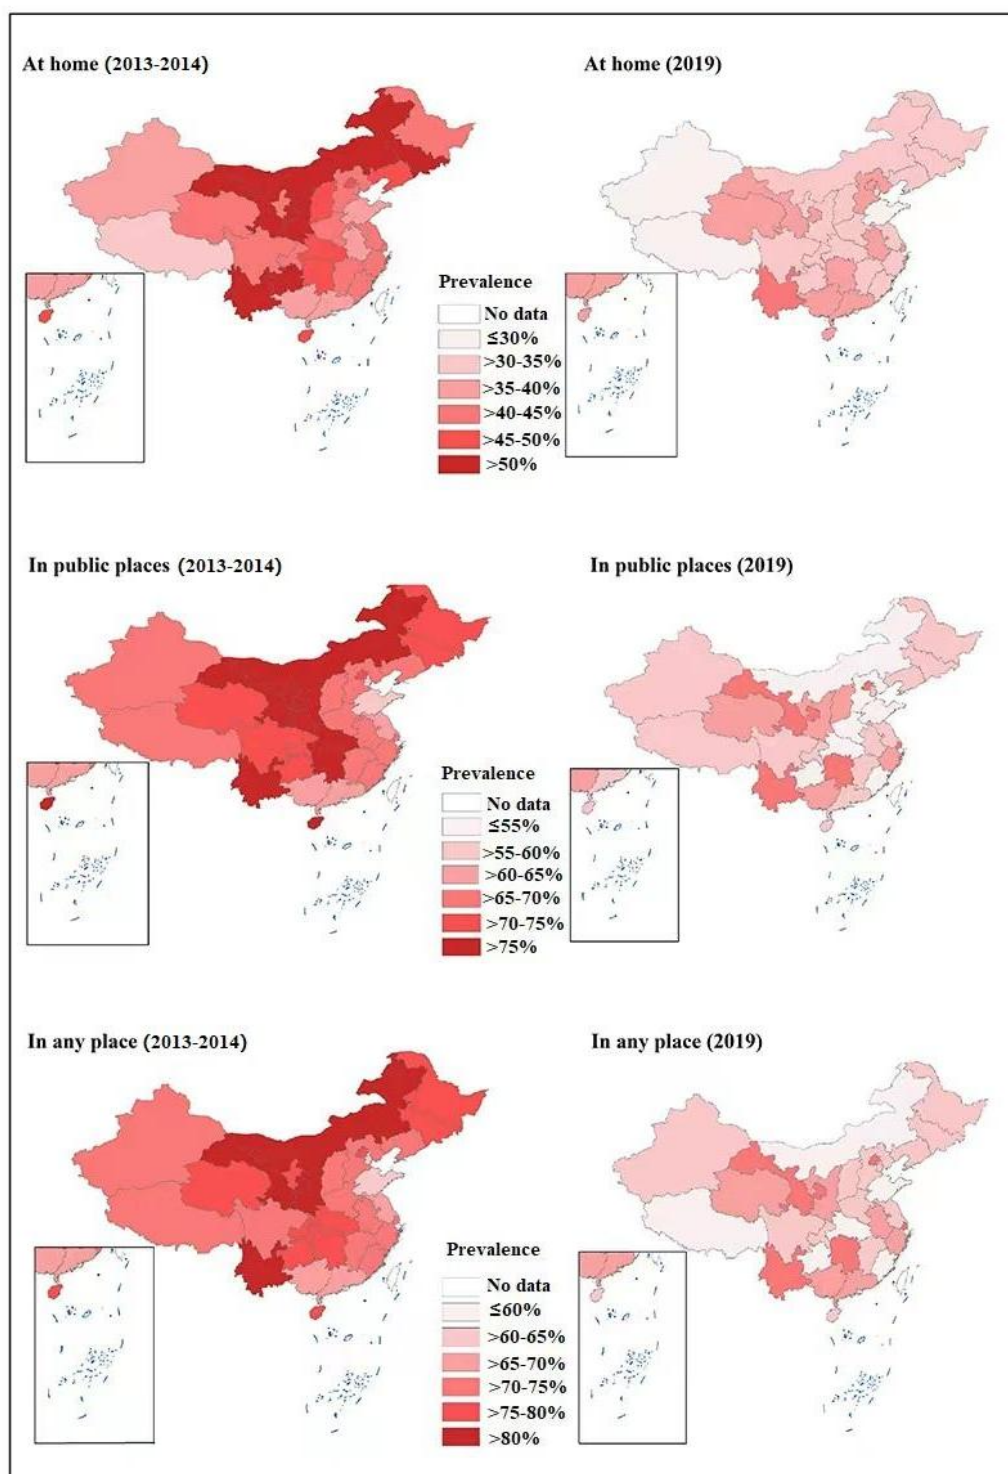 At home (2013-2014)
At home (2019)
Prevalence
No data
≤30%
>30-35%
>35-40%
>40-45%
>45-50%
>50%
In public places (2013-2014)
In public places (2019)
Prevalence
No data
≤55%
>55-60%
>60-65%
>65-70%
>70-75%
>75%
In any place (2013-2014)
In any place (2019)
Prevalence
No data
≤60%
>60-65%
>65-70%
>70-75%
>75-80%
>80%